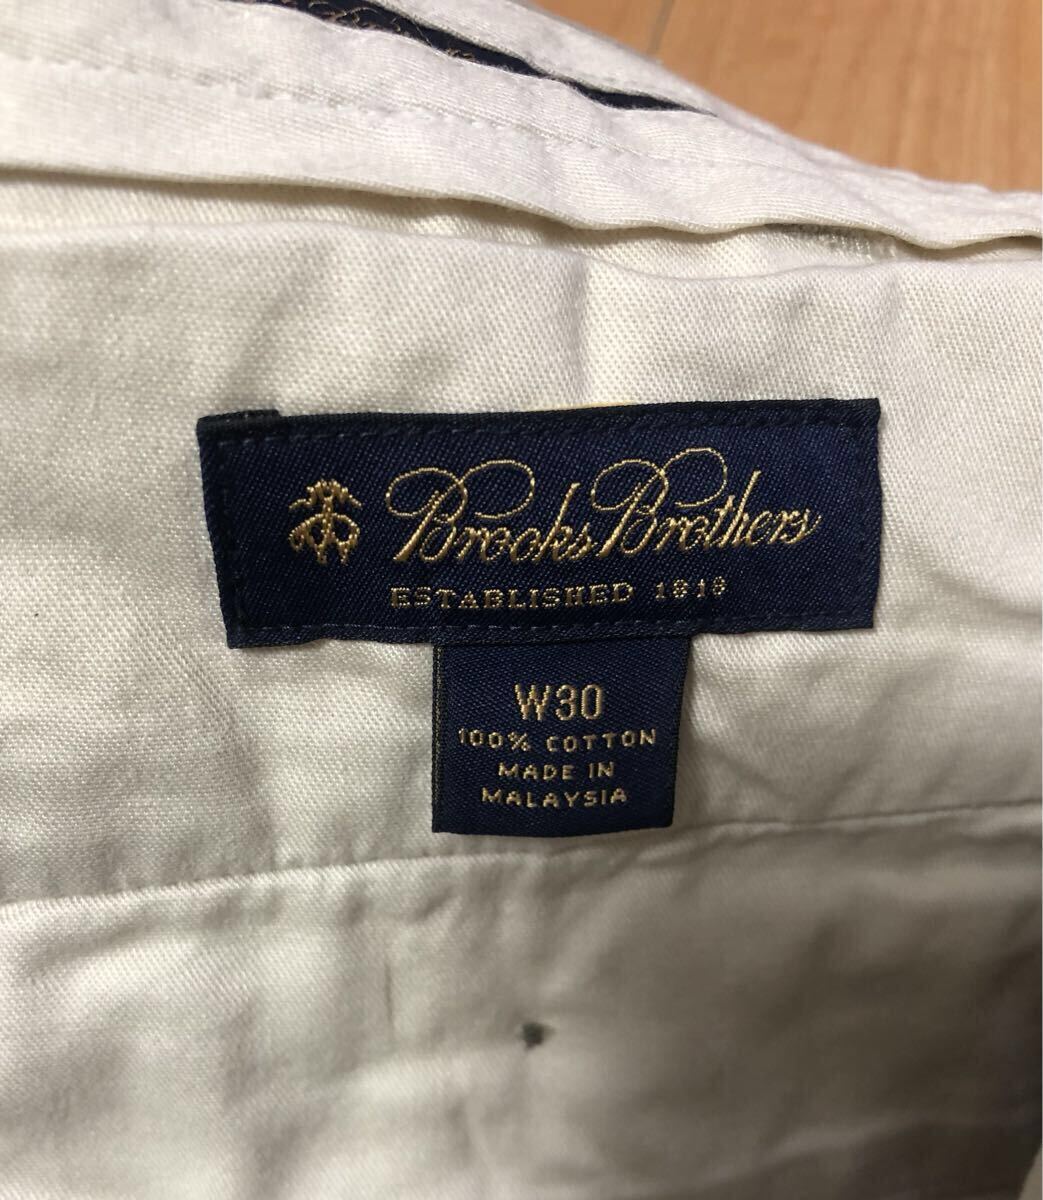 Brooks Brothers
ESTABLISHED 1818
W30
100% COTTON
MADE IN
MALAYSIA